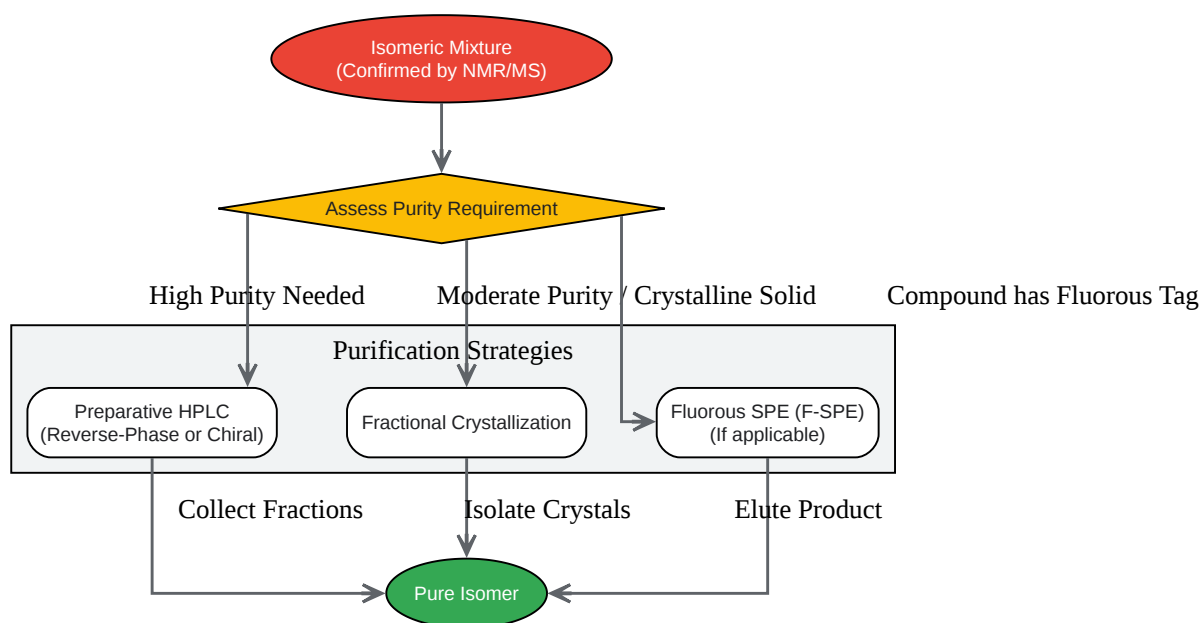 Isomeric Mixture
(Confirmed by NMR/MS)
Assess Purity Requirement
High Purity Needed
Moderate Purity / Crystalline Solid
Compound has Fluorous Tag
Purification Strategies
Preparative HPLC
(Reverse-Phase or Chiral)
Fractional Crystallization
Fluorous SPE (F-SPE)
(If applicable)
Collect Fractions
Isolate Crystals
Elute Product
Pure Isomer